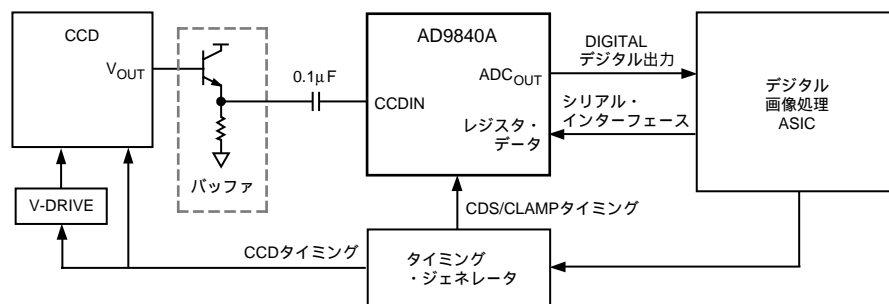 CCD
VOUT
バッファ
0.1μF
AD9840A
ADCOUT
CCDIN
レジスタ・
データ
DIGITAL
デジタル出力
シリアル・
インターフェース
デジタル
画像処理
ASIC
V-DRIVE
CCDタイミング
CDS/CLAMPタイミング
タイミング
・ジェネレータ